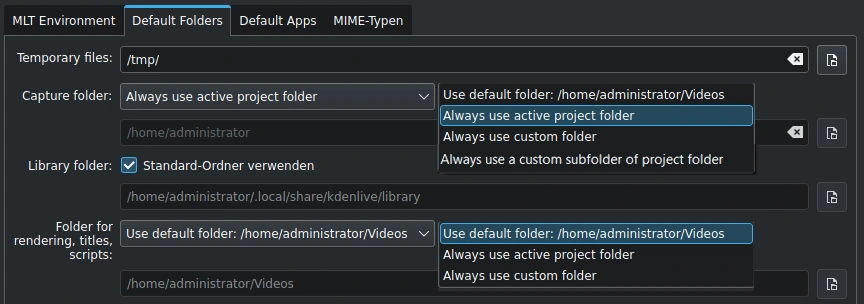 MLT Environment Default Folders Default Apps MIME-Typen
Temporary files: /tmp/
Capture folder: Always use active project folder
Use default folder: /home/administrator/Videos
Always use active project folder
Always use custom folder
Always use a custom subfolder of project folder
/home/administrator
Library folder: Standard-Ordner verwenden
/home/administrator/.local/share/kdenlive/library
Folder for
rendering, titles,
scripts:
Use default folder: /home/administrator/Videos
Use default folder: /home/administrator/Videos
Always use active project folder
Always use custom folder
/home/administrator/Videos